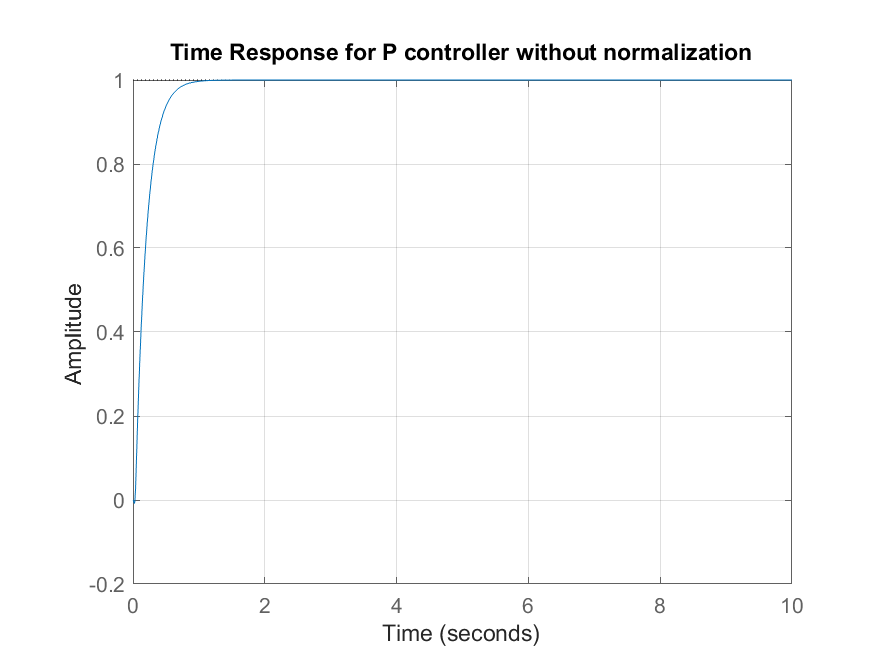 Time Response for P controller without normalization
1
0.8
0.6
0.4
0.2
0
-0.2
Amplitude
0 2 4 6 8 10
Time (seconds)